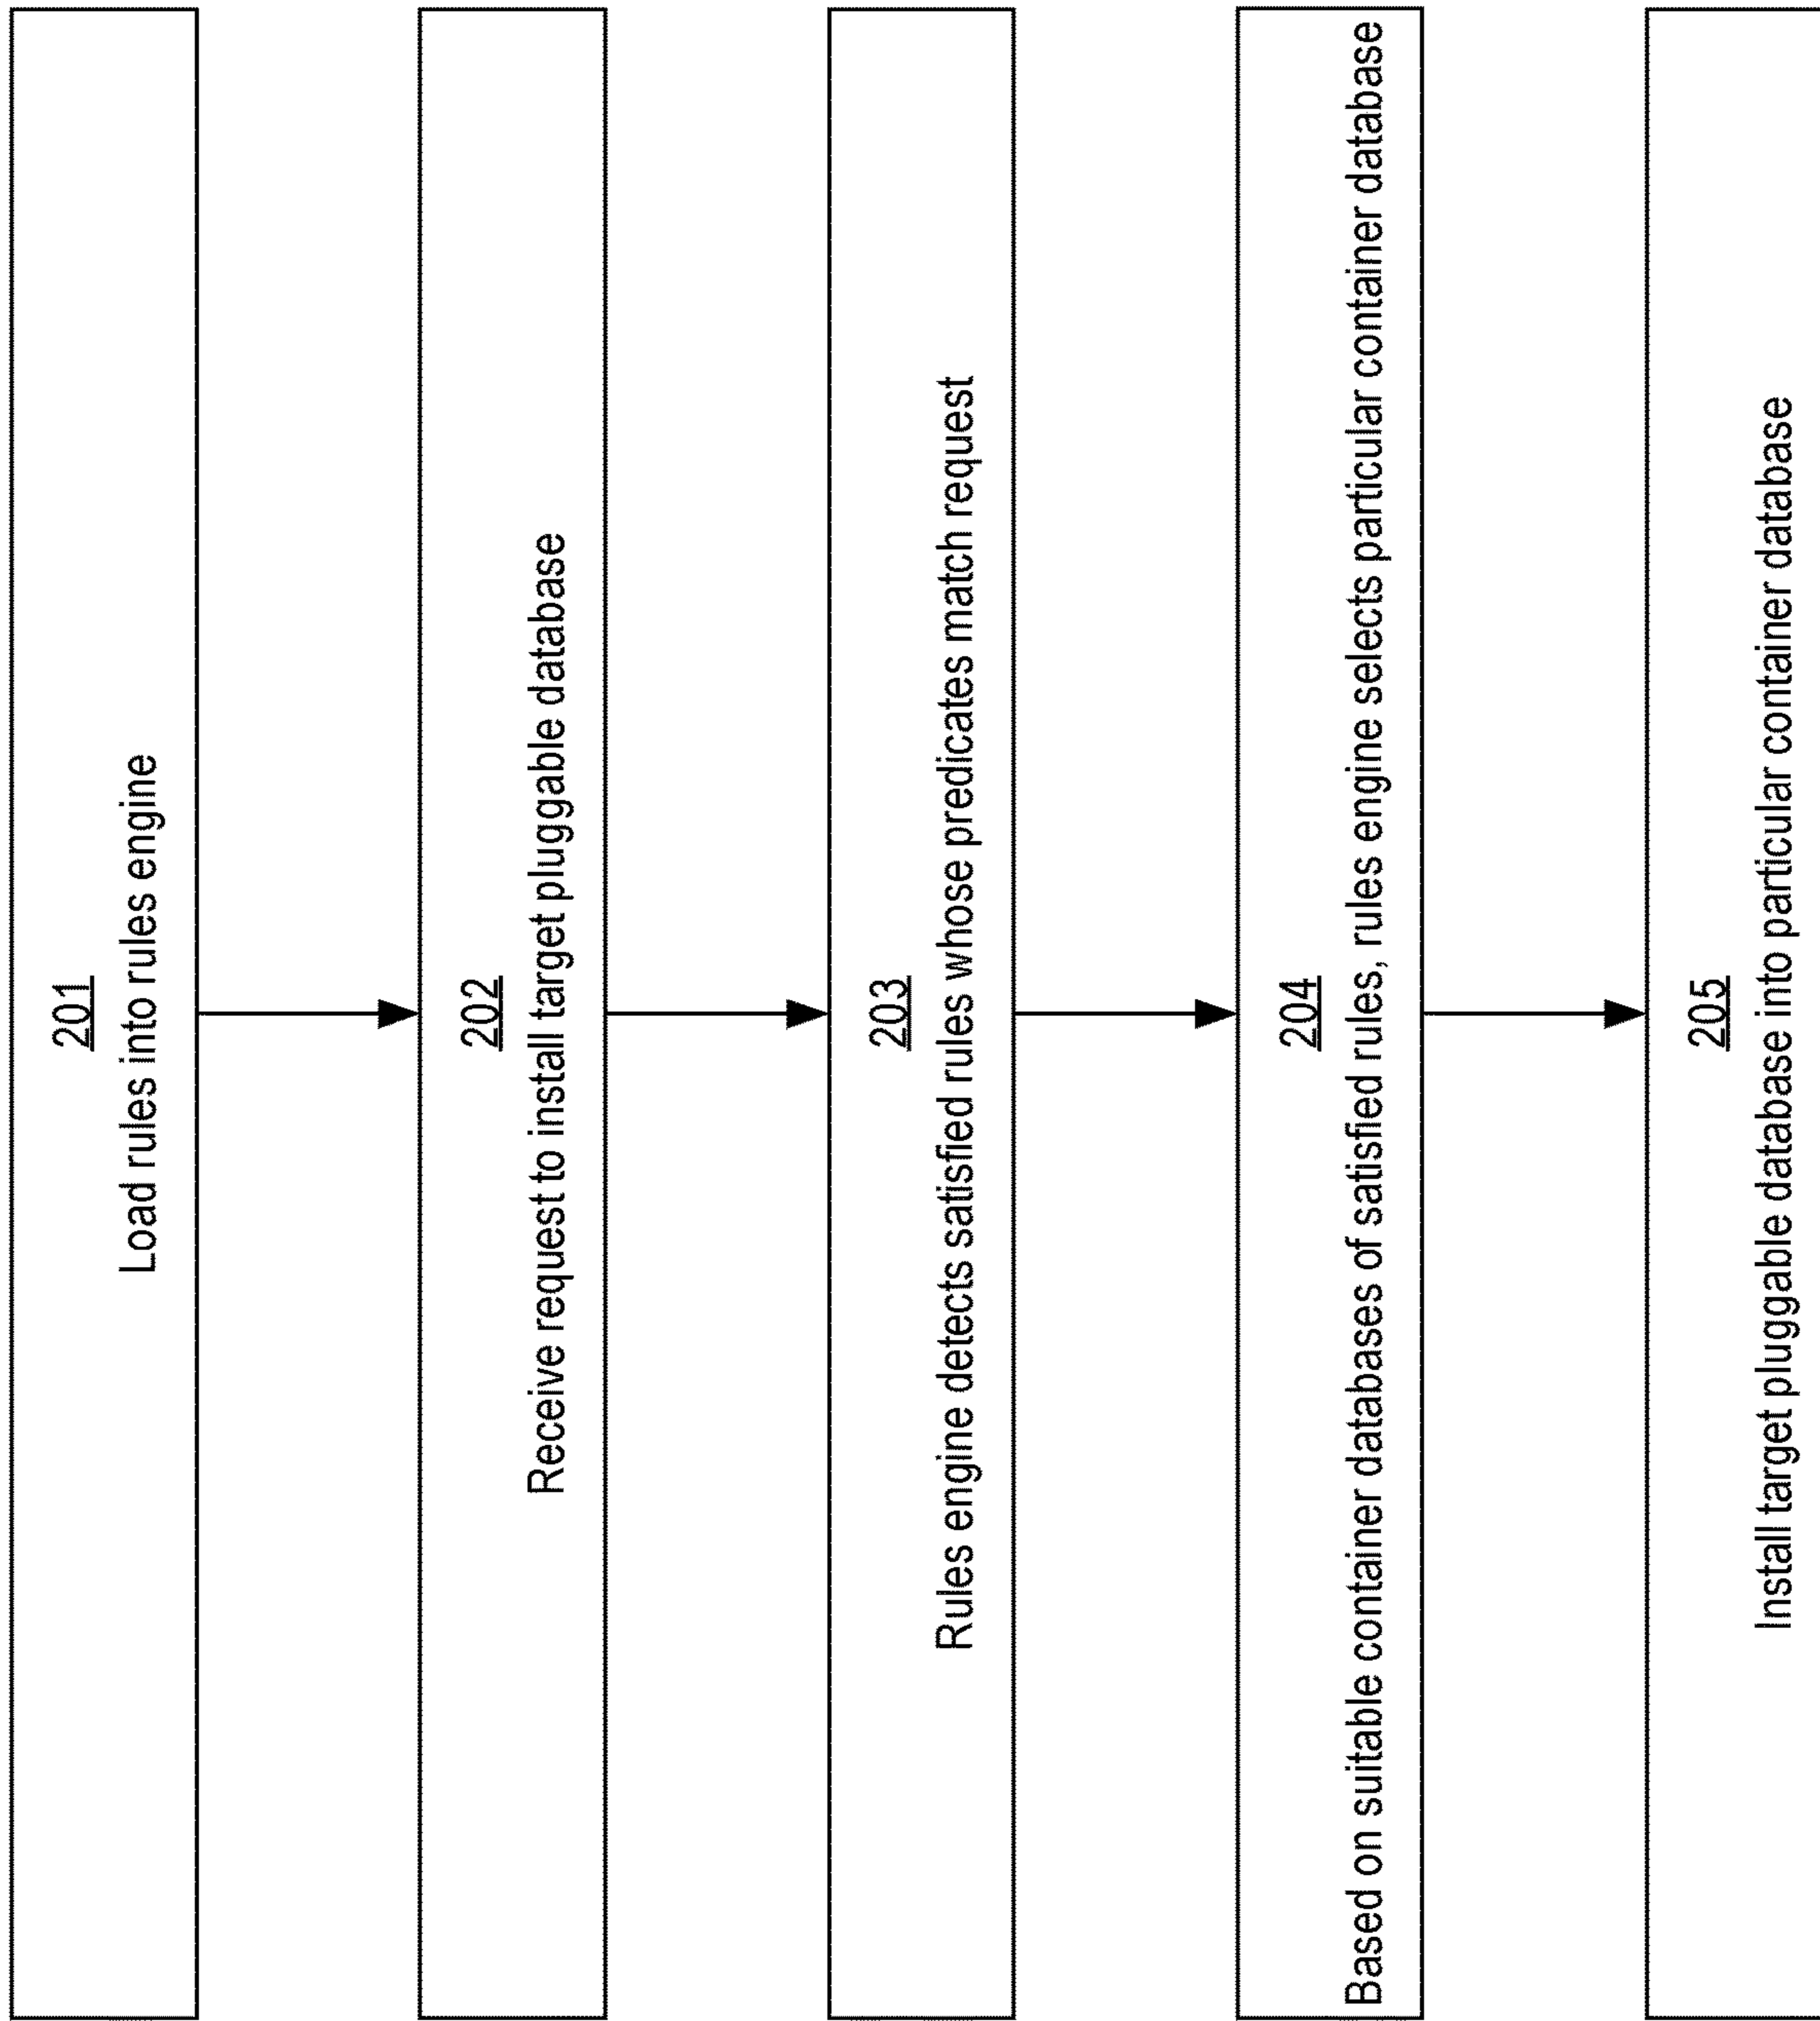 201
Load rules into rules engine
202
Receive request to install target pluggable database
203
Rules engine detects satisfied rules whose predicates match request
204
Based on suitable container databases of satisfied rules, rules engine selects particular container database
205
Install target pluggable database into particular container database